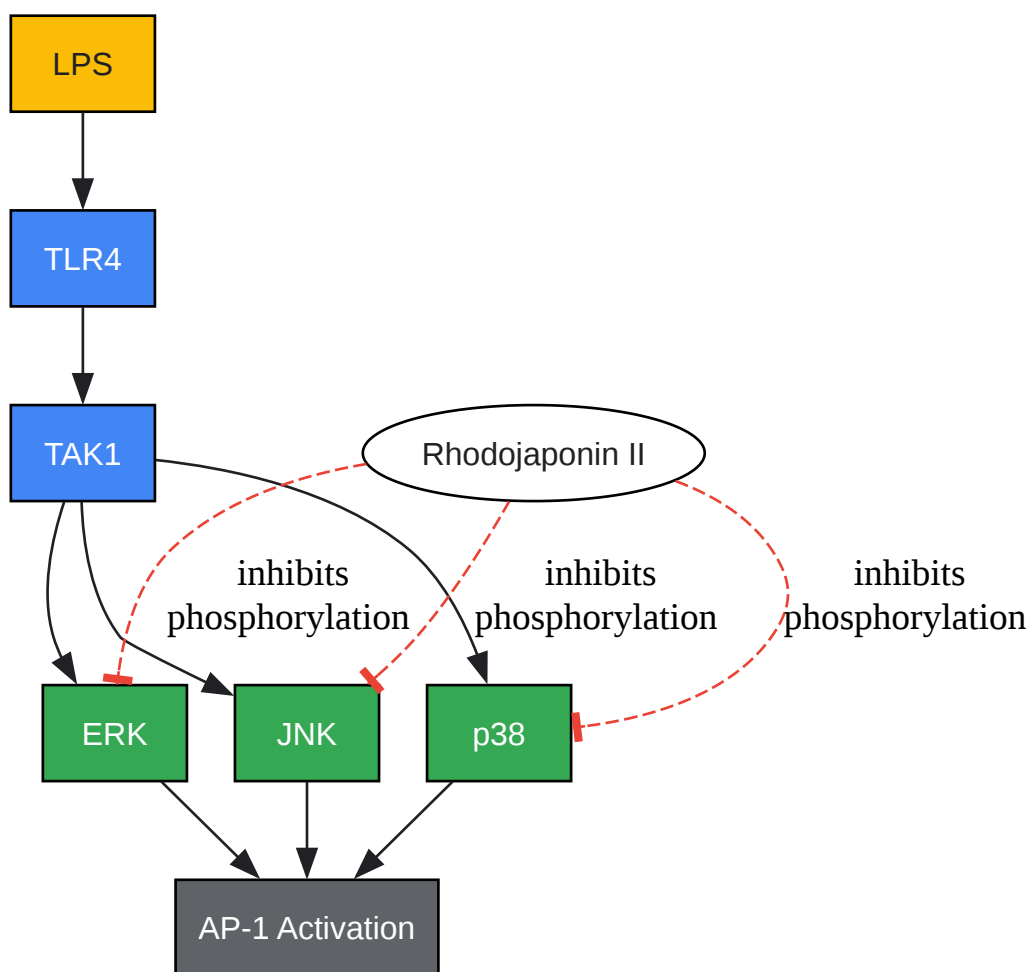 LPS
TLR4
TAK1
Rhodojaponin II
inhibits
phosphorylation
inhibits
phosphorylation
inhibits
phosphorylation
ERK
JNK
p38
AP-1 Activation